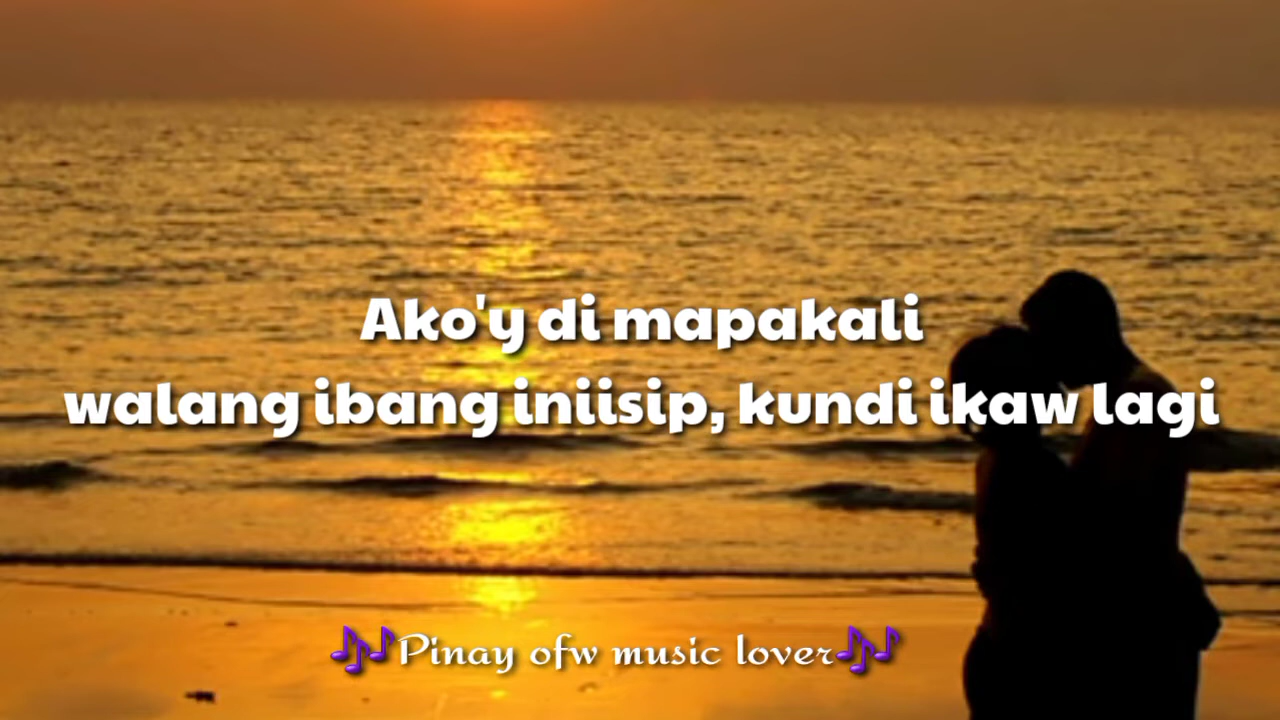 Ako'y di mapakali
walang ibang iniisip, kundi ikaw lagi
🎶Pinay ofw music lover🎶